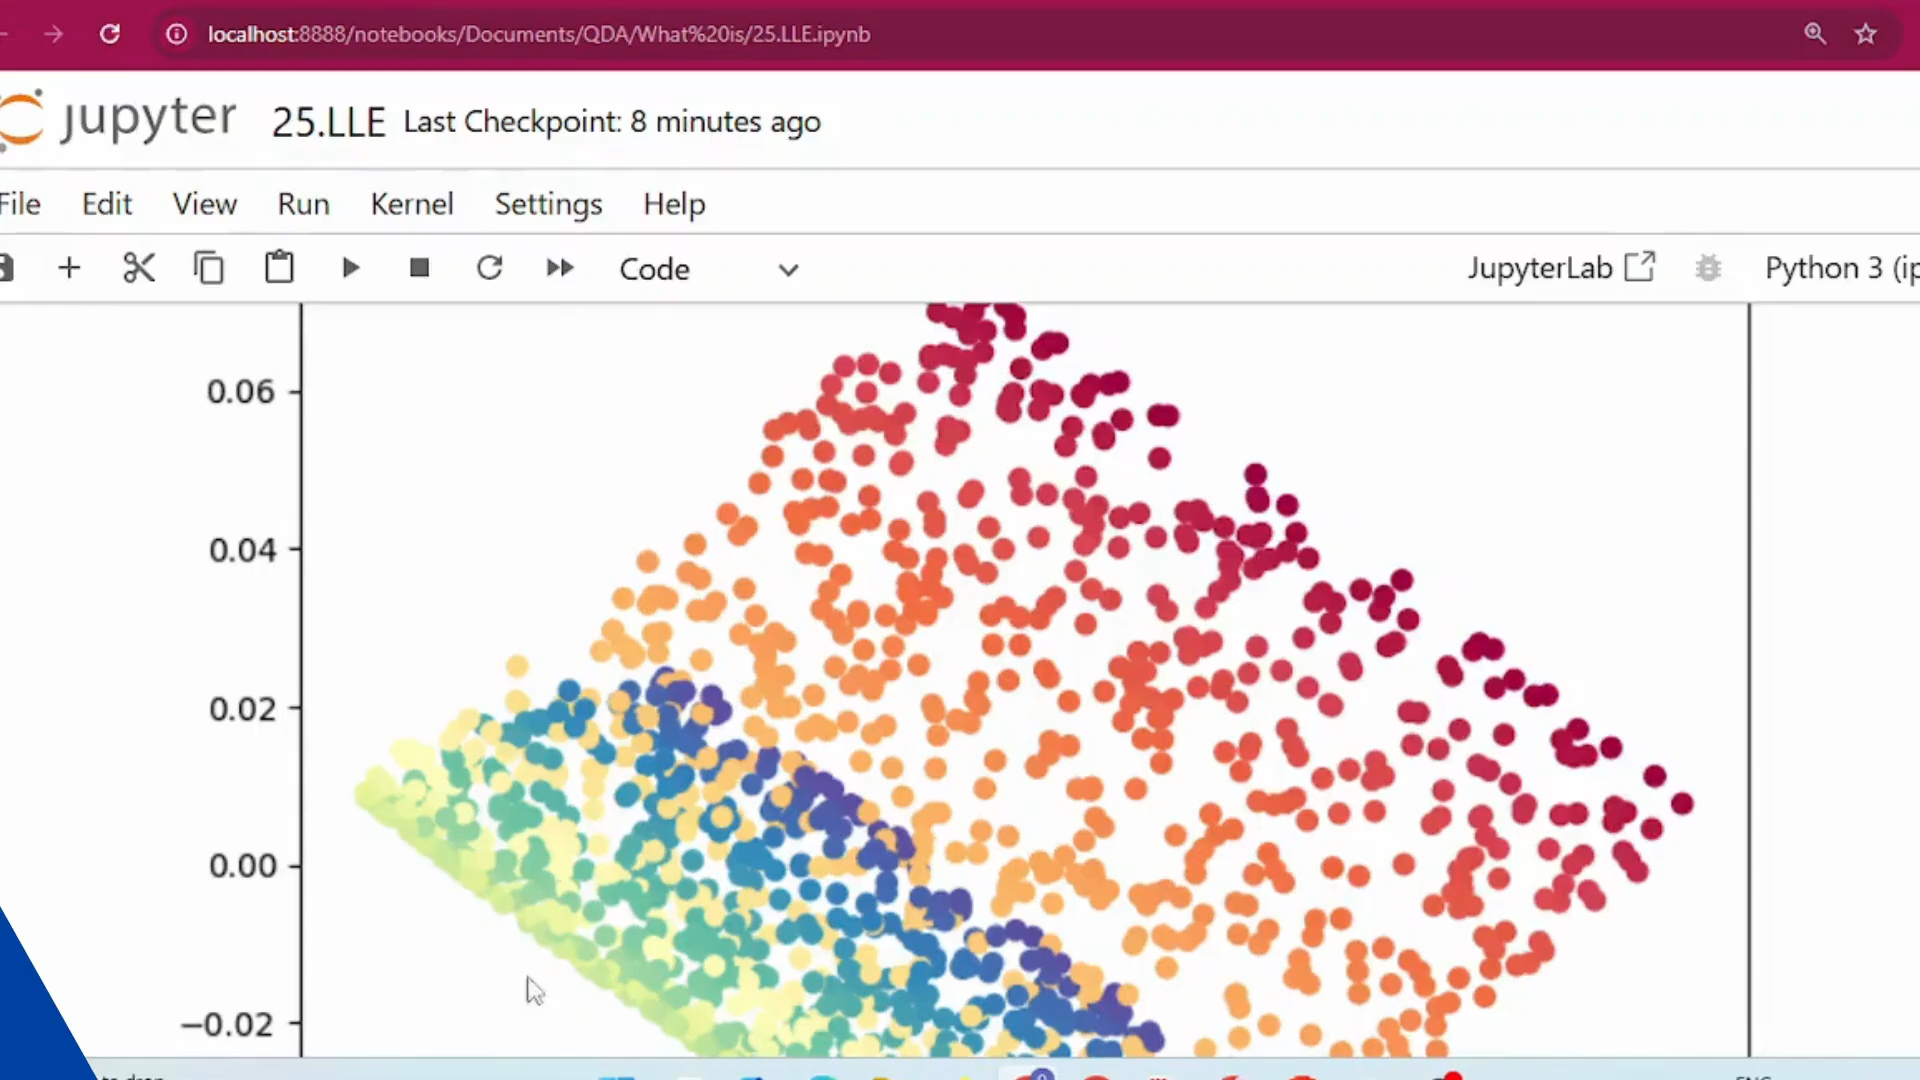 localhost:8888/notebooks/Documents/QDA/What%20is/25.LLE.ipynb
jupyter 25.LLE Last Checkpoint: 8 minutes ago
File Edit View Run Kernel Settings Help
Code JupyterLab Python 3 (ip
0.06
0.04
0.02
0.00
−0.02